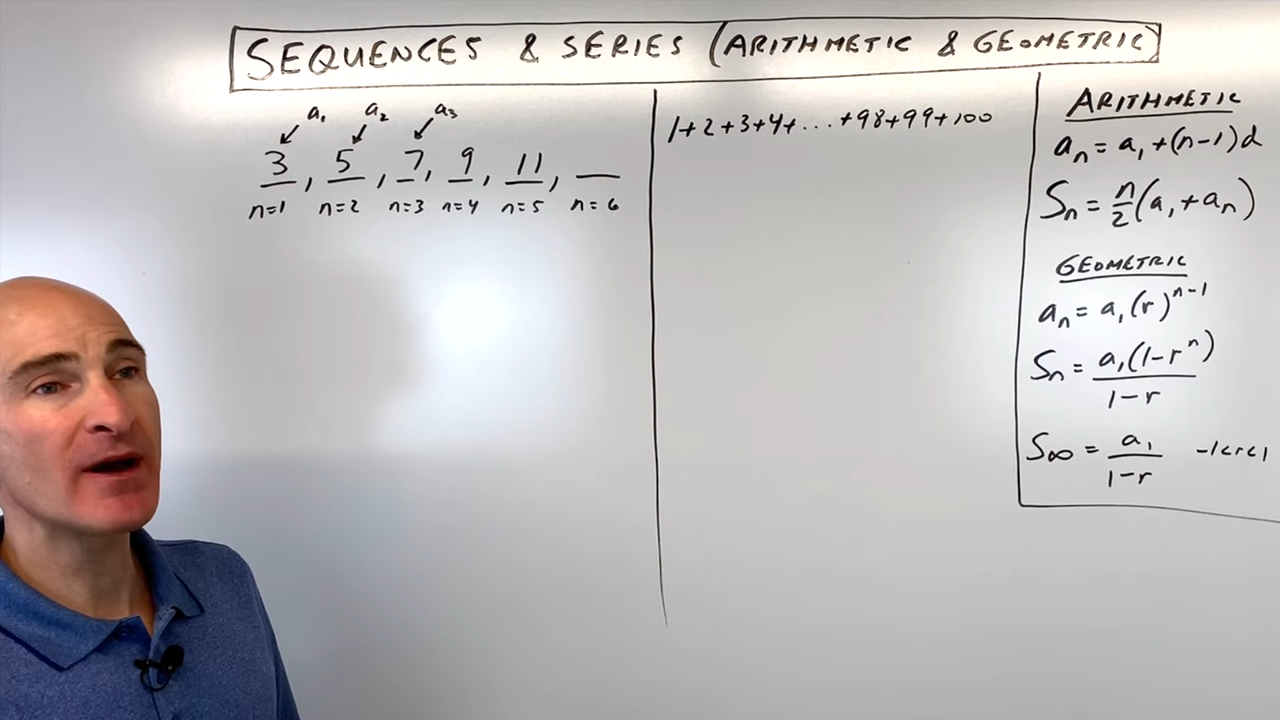 SEQUENCES & SERIES (ARITHMETIC & GEOMETRIC)
a₁ a₂ a₃
3, 5, 7, 9, 11, __
n=1 n=2 n=3 n=4 n=5 n=6
1+2+3+4+...+98+99+100
ARITHMETIC
aₙ = a₁ + (n-1)d
Sₙ = n/2 (a₁ + aₙ)
GEOMETRIC
aₙ = a₁(r)ⁿ⁻¹
Sₙ = a₁(1-rⁿ) / 1-r
S∞ = a₁ / 1-r  -1<r<1